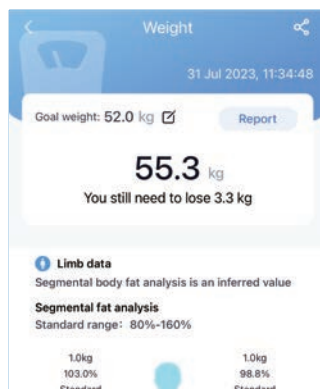 Weight
31 Jul 2023, 11:34:48
Goal weight: 52.0 kg
Report
55.3 kg
You still need to lose 3.3 kg
Limb data
Segmental body fat analysis is an inferred value
Segmental fat analysis
Standard range: 80%-160%
1.0kg 1.0kg
103.0% 98.8%
Standard Standard